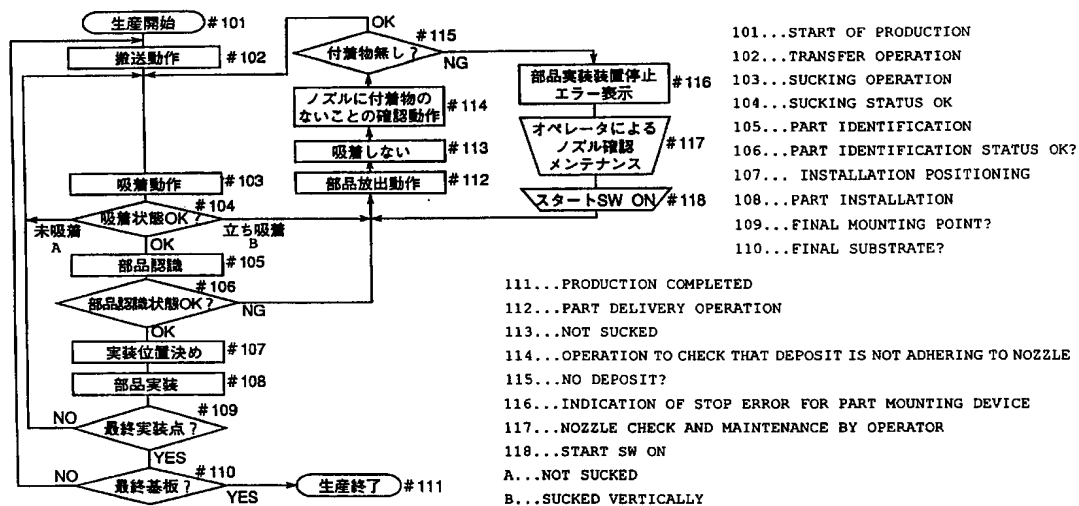 生産開始 #101
搬送動作 #102
OK
付着物無し? #115
NG
部品実装装置停止
エラー表示 #116
ノズルに付着物の
ないことの確認動作 #114
オペレータによる
ノズル確認
メンテナンス #117
吸着しない #113
部品放出動作 #112
スタートSW ON #118
吸着動作 #103
吸着状態OK? #104
未吸着
A
立ち吸着
B
OK
部品認識 #105
部品認識状態OK? #106
NG
OK
実装位置決め #107
部品実装 #108
最終実装点? #109
NO
YES
最終基板? #110
NO
YES
生産終了 #111
101...START OF PRODUCTION
102...TRANSFER OPERATION
103...SUCKING OPERATION
104...SUCKING STATUS OK
105...PART IDENTIFICATION
106...PART IDENTIFICATION STATUS OK?
107... INSTALLATION POSITIONING
108...PART INSTALLATION
109...FINAL MOUNTING POINT?
110...FINAL SUBSTRATE?
111...PRODUCTION COMPLETED
112...PART DELIVERY OPERATION
113...NOT SUCKED
114...OPERATION TO CHECK THAT DEPOSIT IS NOT ADHERING TO NOZZLE
115...NO DEPOSIT?
116...INDICATION OF STOP ERROR FOR PART MOUNTING DEVICE
117...NOZZLE CHECK AND MAINTENANCE BY OPERATOR
118...START SW ON
A...NOT SUCKED
B...SUCKED VERTICALLY